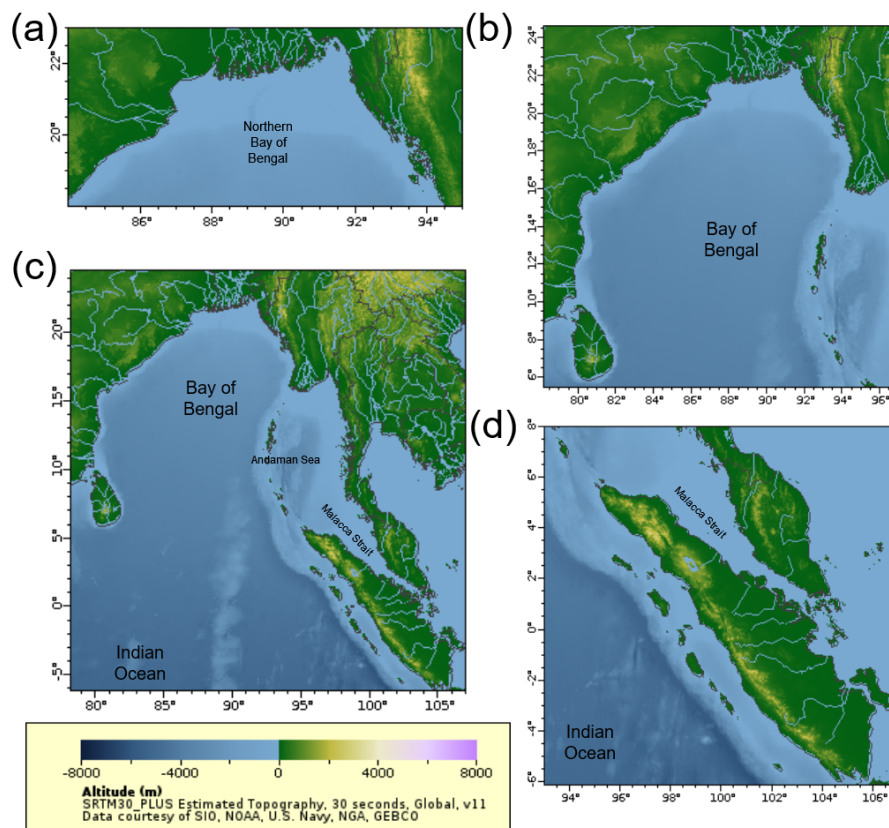 (a)
22°
20°
Northern
Bay of
Bengal
86° 88° 90° 92° 94°
(b)
24°
22°
20°
18°
16°
14°
12°
10°
8°
6°
Bay of
Bengal
80° 82° 84° 86° 88° 90° 92° 94° 96°
(c)
20°
15°
10°
5°
0°
-5°
Bay of
Bengal
Andaman Sea
Malacca Strait
Indian
Ocean
80° 85° 90° 95° 100° 105°
(d)
8°
6°
4°
2°
0°
-2°
-4°
-6°
Malacca Strait
Indian
Ocean
94° 96° 98° 100° 102° 104° 106°
-8000 -4000 0 4000 8000
Altitude (m)
SRTM30_PLUS Estimated Topography, 30 seconds, Global, v11
Data courtesy of SIO, NOAA, U.S. Navy, NGA, GEBCO